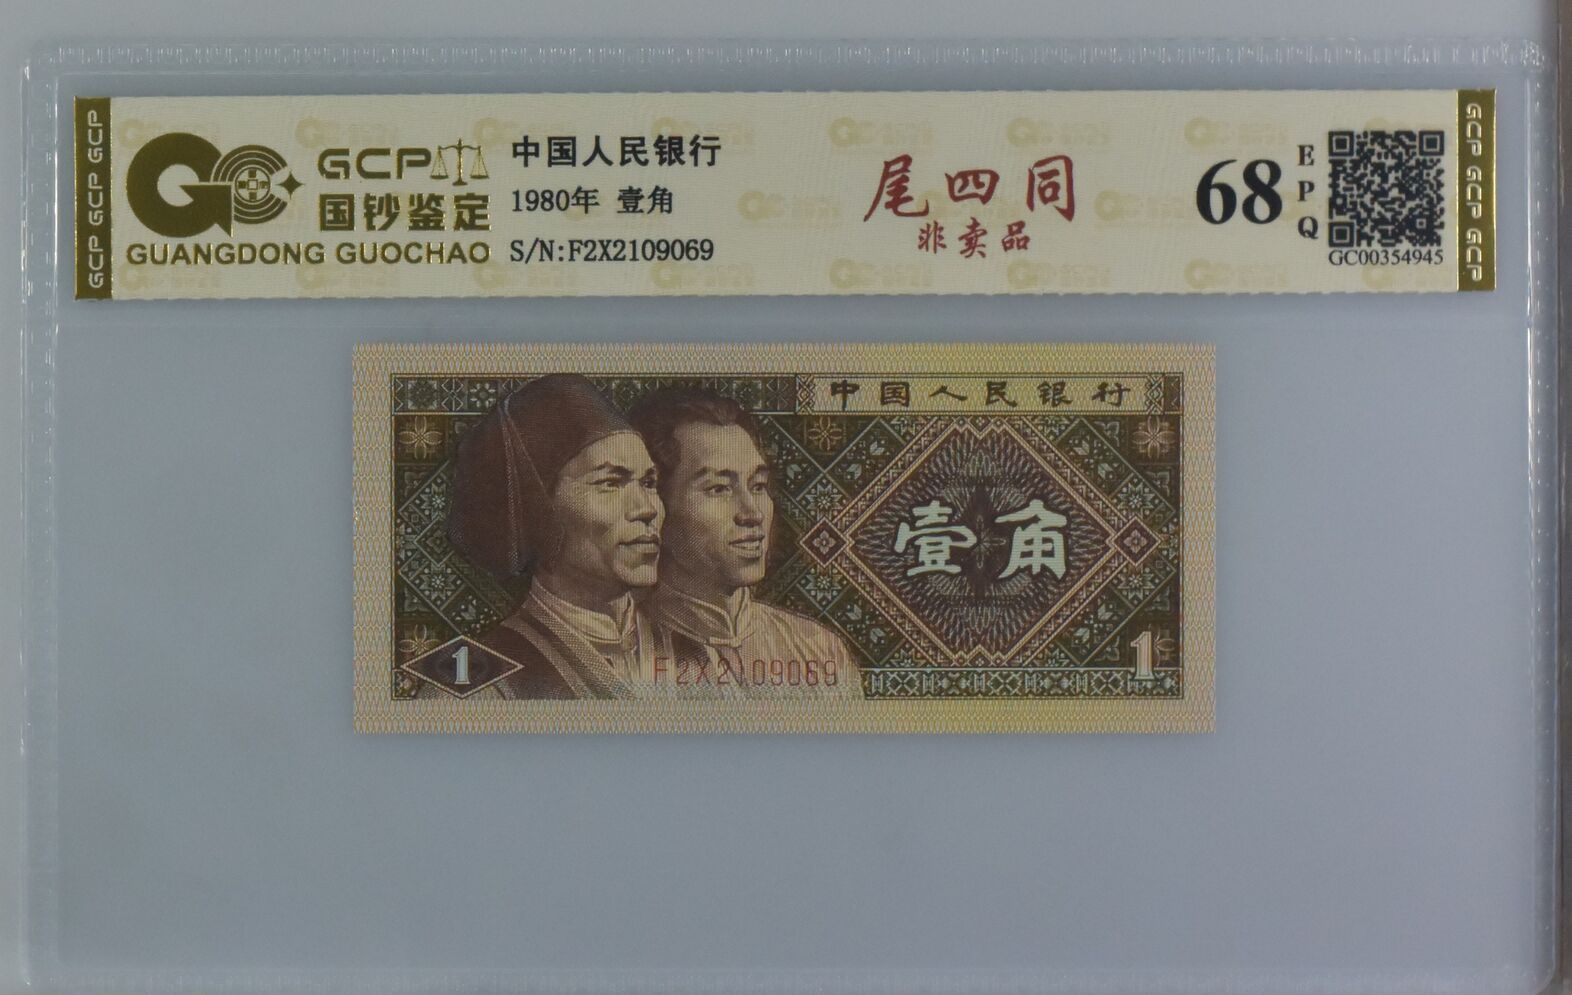 GCP GCP GCP
GCP
国钞鉴定
GUANGDONG GUOCHAO
中国人民银行
1980年 壹角
S/N:F2X2109069
尾四同
非卖品
68
EPQ
GC00354945
GCP GCP GCP
中国人民银行
壹角
1
F2X2109069
1